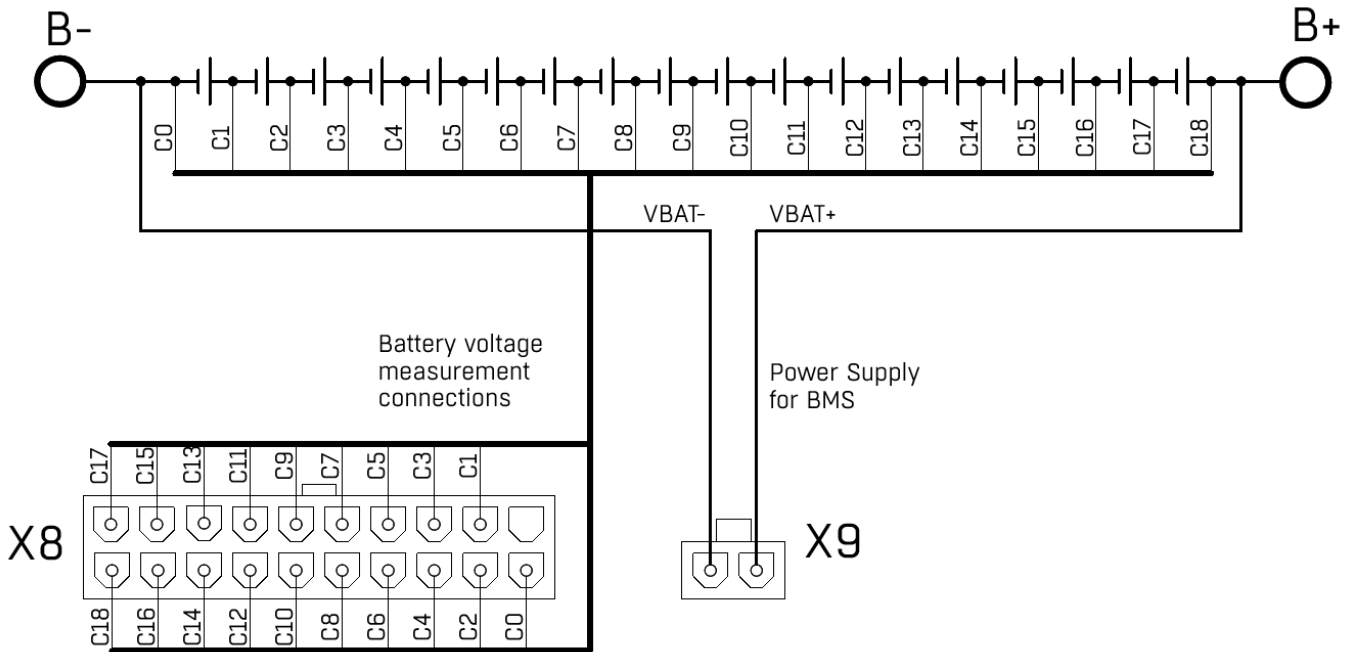 B-
B+
C0
C1
C2
C3
C4
C5
C6
C7
C8
C9
C10
C11
C12
C13
C14
C15
C16
C17
C18
VBAT-
VBAT+
Battery voltage
measurement
connections
Power Supply
for BMS
C17
C15
C13
C11
C9
C7
C5
C3
C1
X8
X9
C18
C16
C14
C12
C10
C8
C6
C4
C2
C0